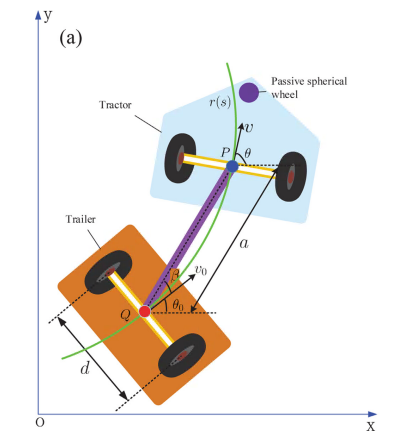 y
(a)
Passive spherical
wheel
r(s)
Tractor
v
P
θ
Trailer
a
β
v₀
θ₀
Q
d
O
x